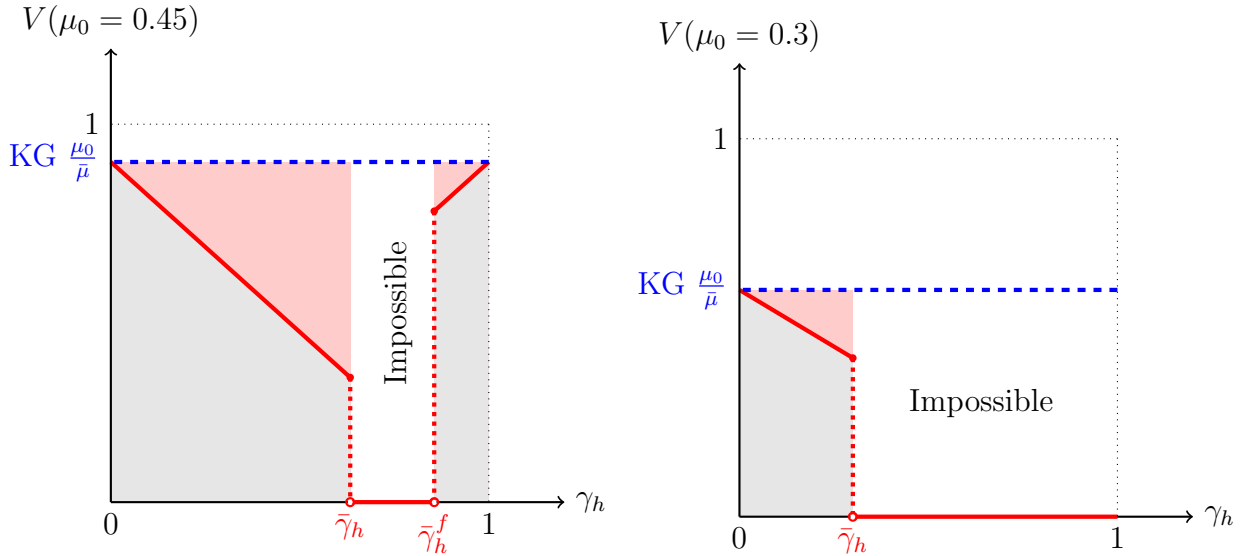 V(μ₀ = 0.45)
1
KG μ₀/μ̄
Impossible
0
γ̄ₕ
γ̄ₕᶠ
1
γₕ
V(μ₀ = 0.3)
1
KG μ₀/μ̄
Impossible
0
γ̄ₕ
1
γₕ